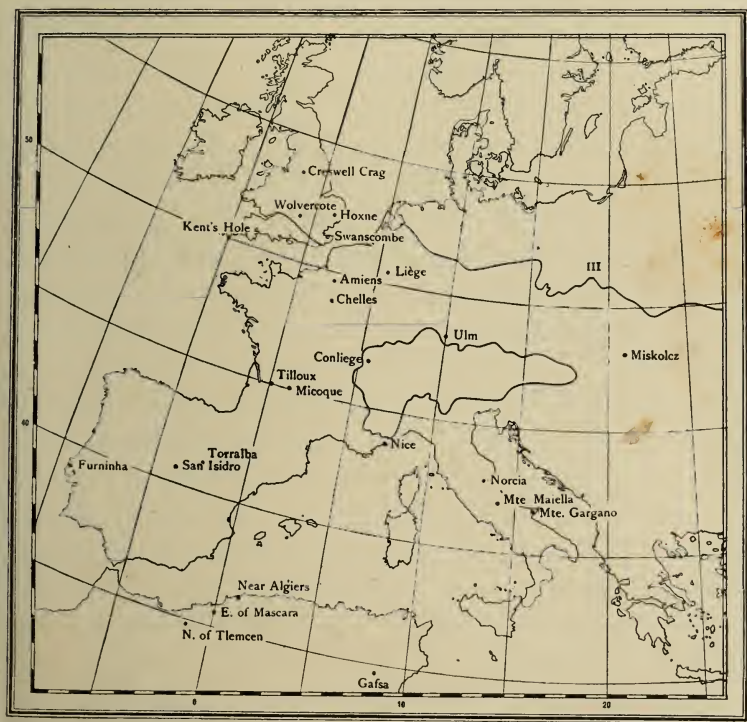 50
Creswell Crag
Wolvercote
Hoxne
Kent's Hole
Swanscombe
III
Liège
Amiens
Chelles
Ulm
Conliege
Miskolcz
Tilloux
Micoque
40
Nice
Torralba
Furninha
San Isidro
Norcia
Mte Maiella
Mte. Gargano
Near Algiers
E. of Mascara
N. of Tlemcen
Gafsa
0
10
20